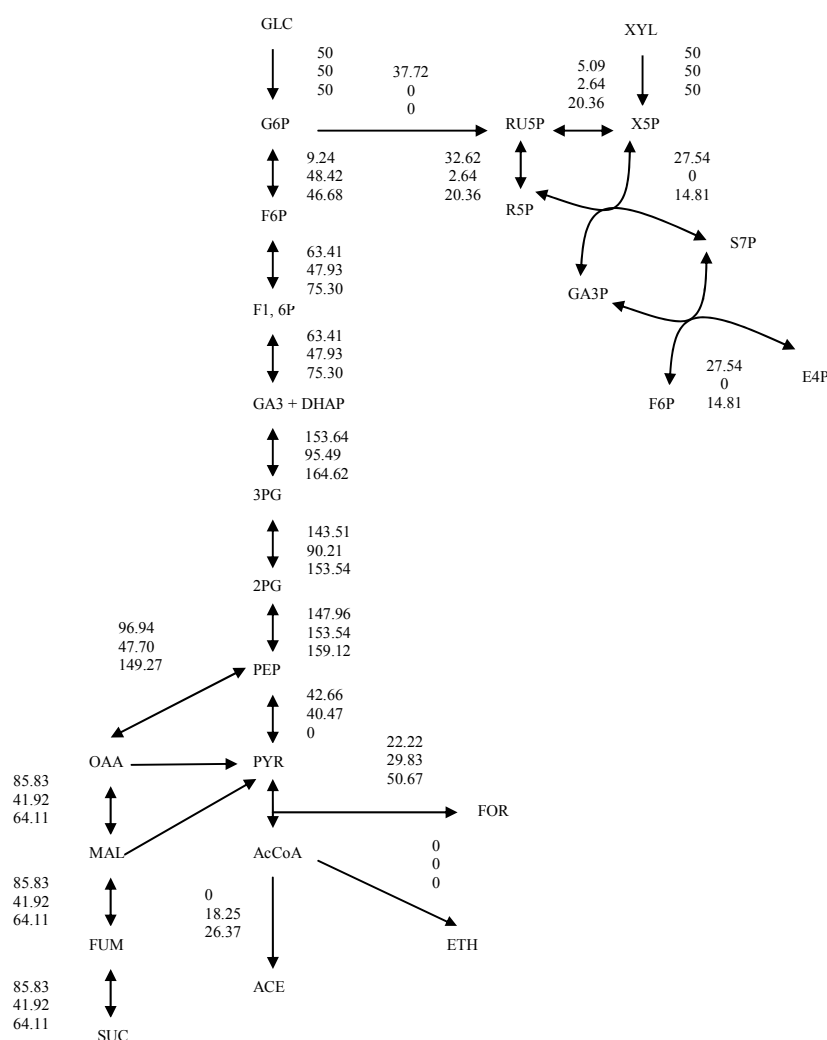 GLC
XYL
50
50
50
37.72
0
0
5.09
2.64
20.36
50
50
50
G6P
RU5P
X5P
9.24
48.42
46.68
32.62
2.64
20.36
27.54
0
14.81
F6P
R5P
S7P
63.41
47.93
75.30
GA3P
F1, 6P
63.41
47.93
75.30
27.54
0
14.81
E4P
GA3 + DHAP
F6P
153.64
95.49
164.62
3PG
143.51
90.21
153.54
2PG
147.96
153.54
159.12
96.94
47.70
149.27
PEP
42.66
40.47
0
22.22
29.83
50.67
OAA
PYR
85.83
41.92
64.11
FOR
MAL
AcCoA
0
0
0
85.83
41.92
64.11
0
18.25
26.37
FUM
ETH
85.83
41.92
64.11
ACE
SUC